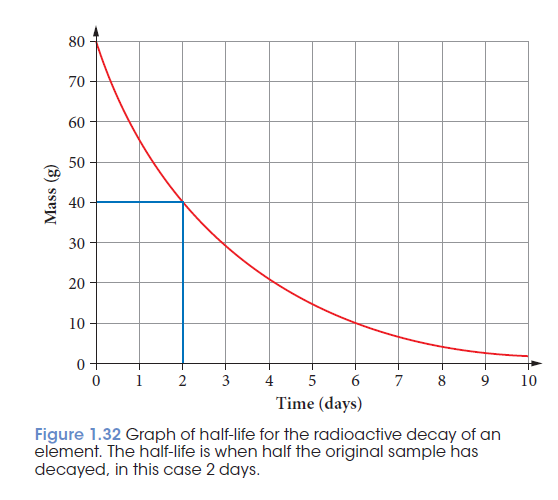 80
70
60
50
40
30
20
10
0
Mass (g)
0 1 2 3 4 5 6 7 8 9 10
Time (days)
Figure 1.32 Graph of half-life for the radioactive decay of an
element. The half-life is when half the original sample has
decayed, in this case 2 days.